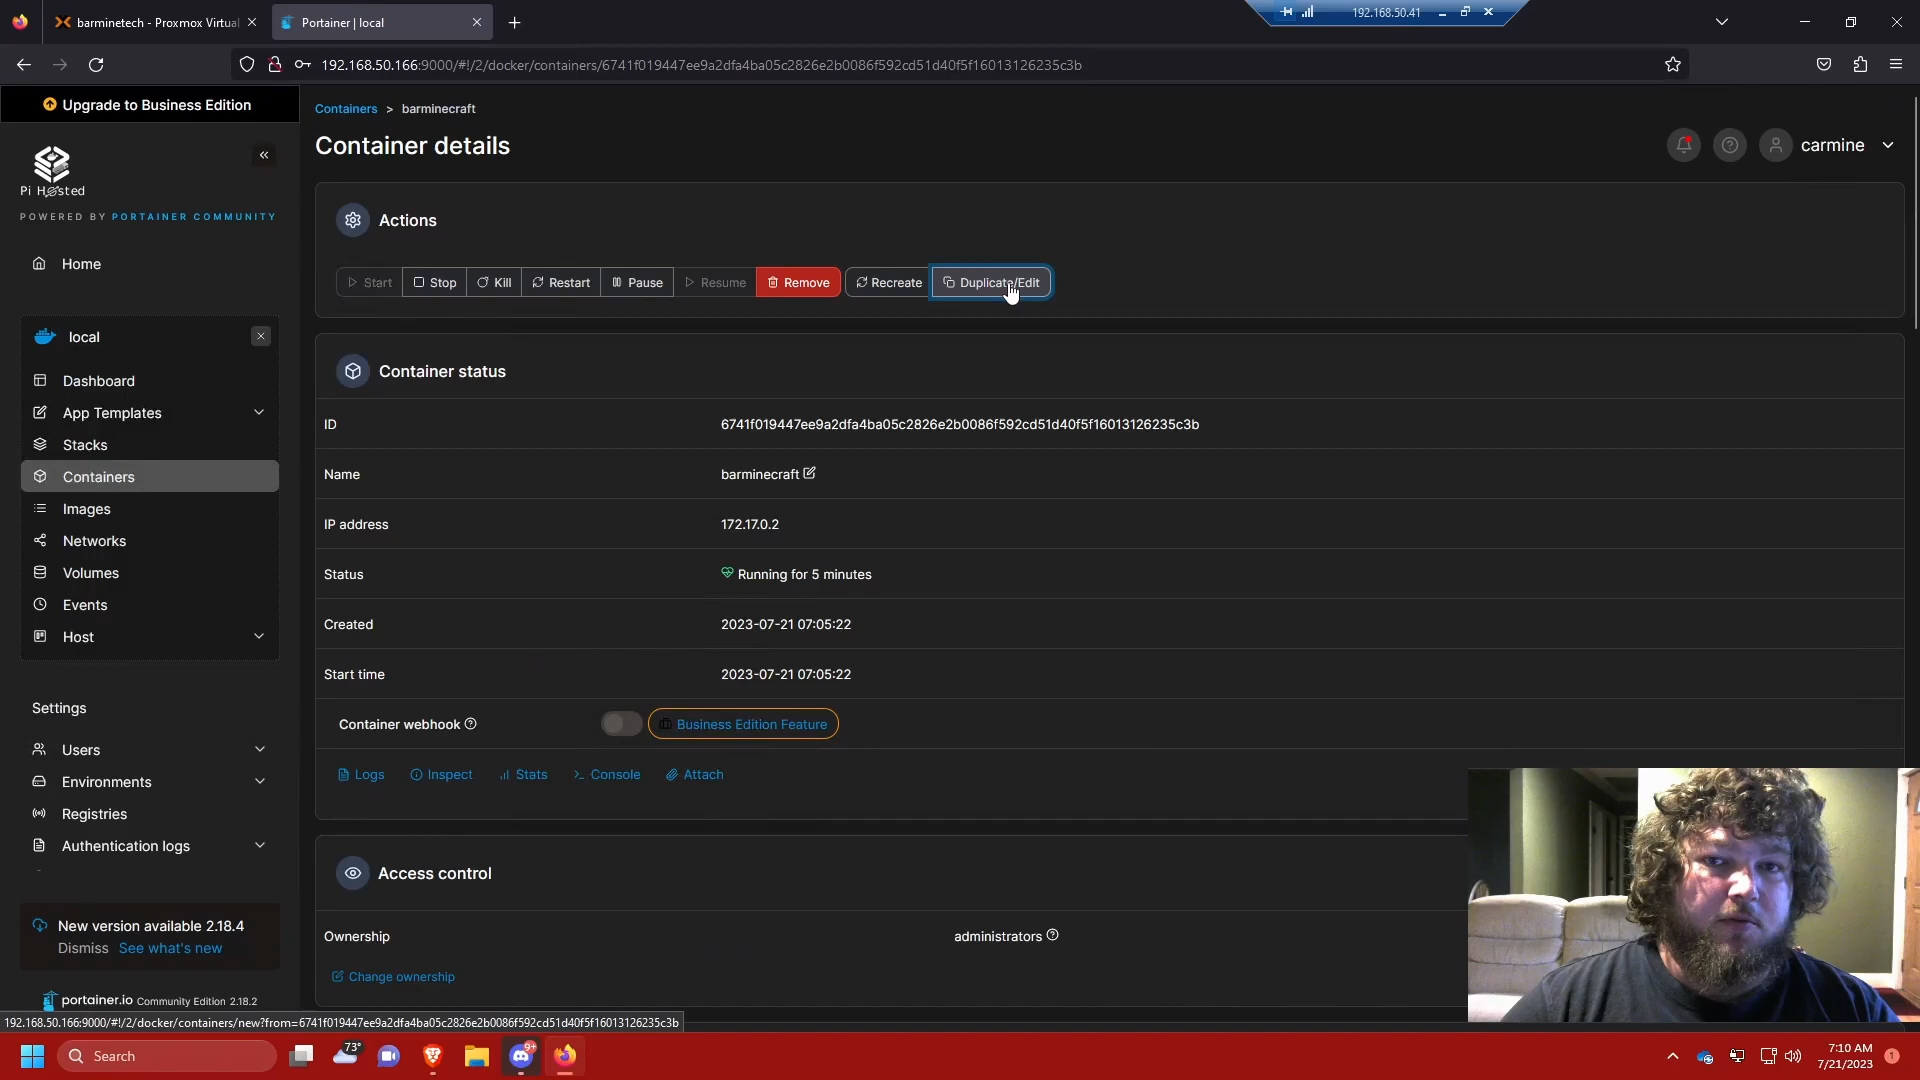 barminetech - Proxmox Virtual
Portainer | local
192.168.50.41
192.168.50.166:9000/#!/2/docker/containers/6741f019447ee9a2dfa4ba05c2826e2b0086f592cd51d40f5f16013126235c3b
Upgrade to Business Edition
Pi Hosted
POWERED BY PORTAINER COMMUNITY
Home
local
Dashboard
App Templates
Stacks
Containers
Images
Networks
Volumes
Events
Host
Settings
Users
Environments
Registries
Authentication logs
New version available 2.18.4
Dismiss See what's new
portainer.io Community Edition 2.18.2
Containers > barminecraft
Container details
carmine
Actions
Start Stop Kill Restart Pause Resume Remove Recreate Duplicate/Edit
Container status
ID 6741f019447ee9a2dfa4ba05c2826e2b0086f592cd51d40f5f16013126235c3b
Name barminecraft
IP address 172.17.0.2
Status Running for 5 minutes
Created 2023-07-21 07:05:22
Start time 2023-07-21 07:05:22
Container webhook Business Edition Feature
Logs Inspect Stats Console Attach
Access control
Ownership administrators
Change ownership
192.168.50.166:9000/#!/2/docker/containers/new?from=6741f019447ee9a2dfa4ba05c2826e2b0086f592cd51d40f5f16013126235c3b
Search
73°
9+
7:10 AM
7/21/2023
1